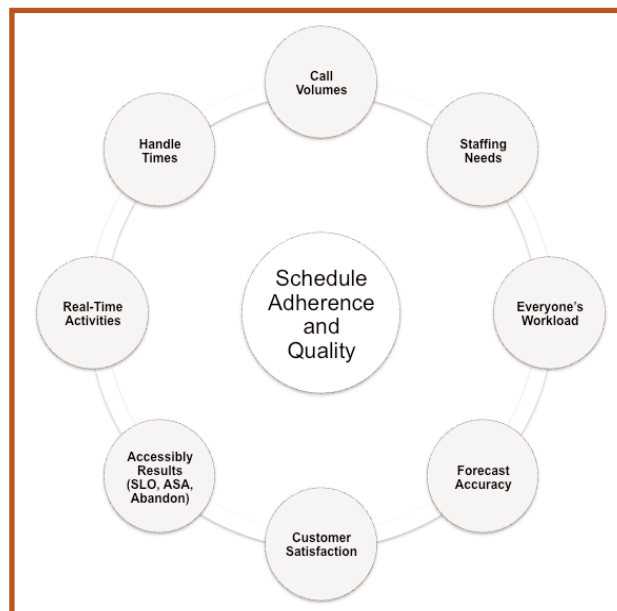 Call
Volumes
Staffing
Needs
Handle
Times
Schedule
Adherence
and
Quality
Real-Time
Activities
Everyone's
Workload
Accessibly
Results
(SLO, ASA,
Abandon)
Forecast
Accuracy
Customer
Satisfaction